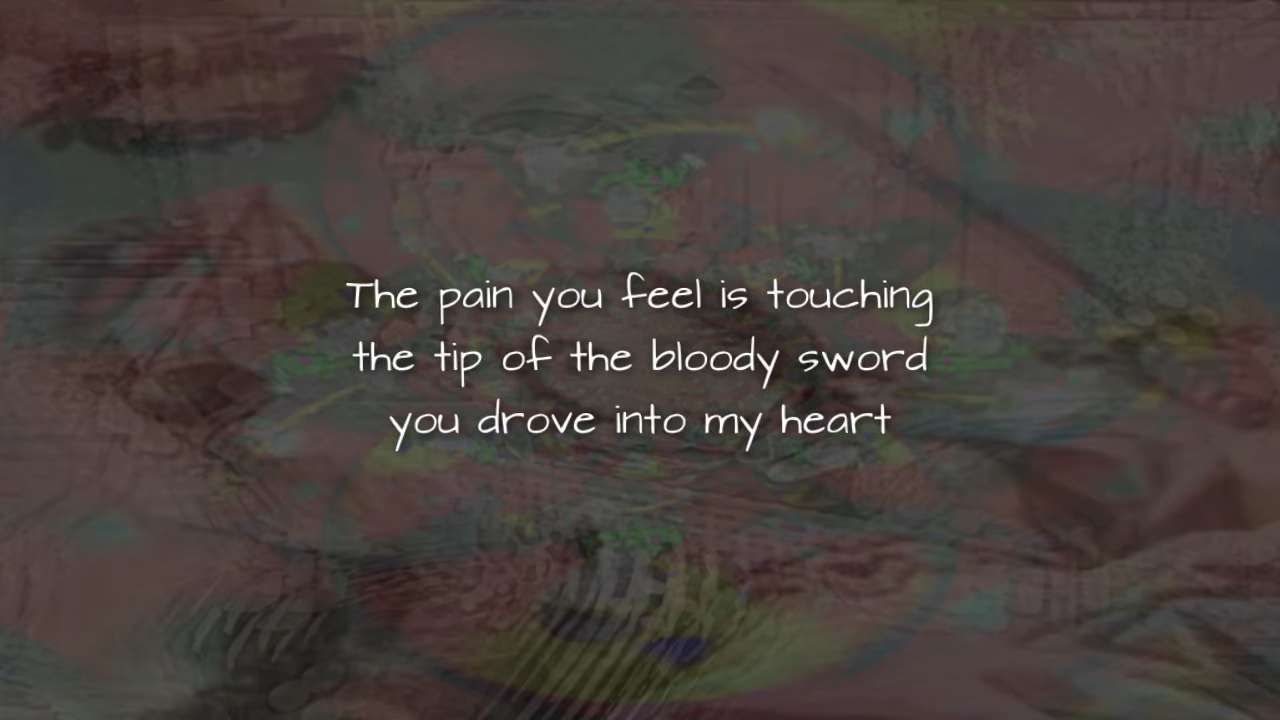 The pain you feel is touching
the tip of the bloody sword
you drove into my heart